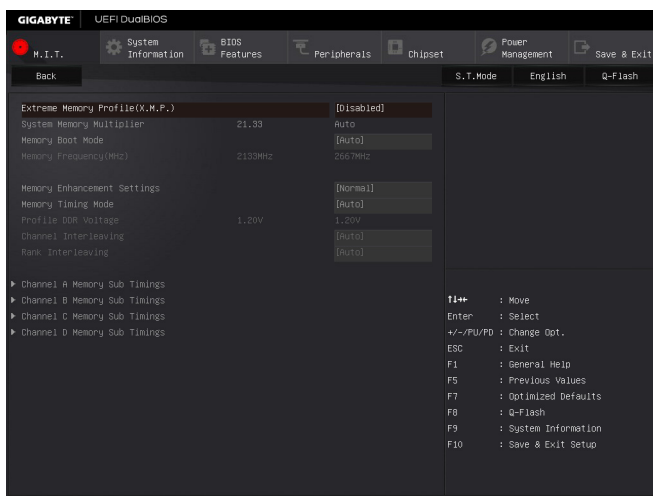 GIGABYTE™ UEFI DualBIOS
M.I.T.
System Information
BIOS Features
Peripherals
Chipset
Power Management
Save & Exit
Back S.T.Mode English Q-Flash
Extreme Memory Profile(X.M.P.) [Disabled]
System Memory Multiplier 21.33 Auto
Memory Boot Mode [Auto]
Memory Frequency(MHz) 2133MHz 2667MHz
Memory Enhancement Settings [Normal]
Memory Timing Mode [Auto]
Profile DDR Voltage 1.20V 1.20V
Channel Interleaving [Auto]
Rank Interleaving [Auto]
Channel A Memory Sub Timings
Channel B Memory Sub Timings
Channel C Memory Sub Timings
Channel D Memory Sub Timings
↑↓→← : Move
Enter : Select
+/-/PU/PD : Change Opt.
ESC : Exit
F1 : General Help
F5 : Previous Values
F7 : Optimized Defaults
F8 : Q-Flash
F9 : System Information
F10 : Save & Exit Setup